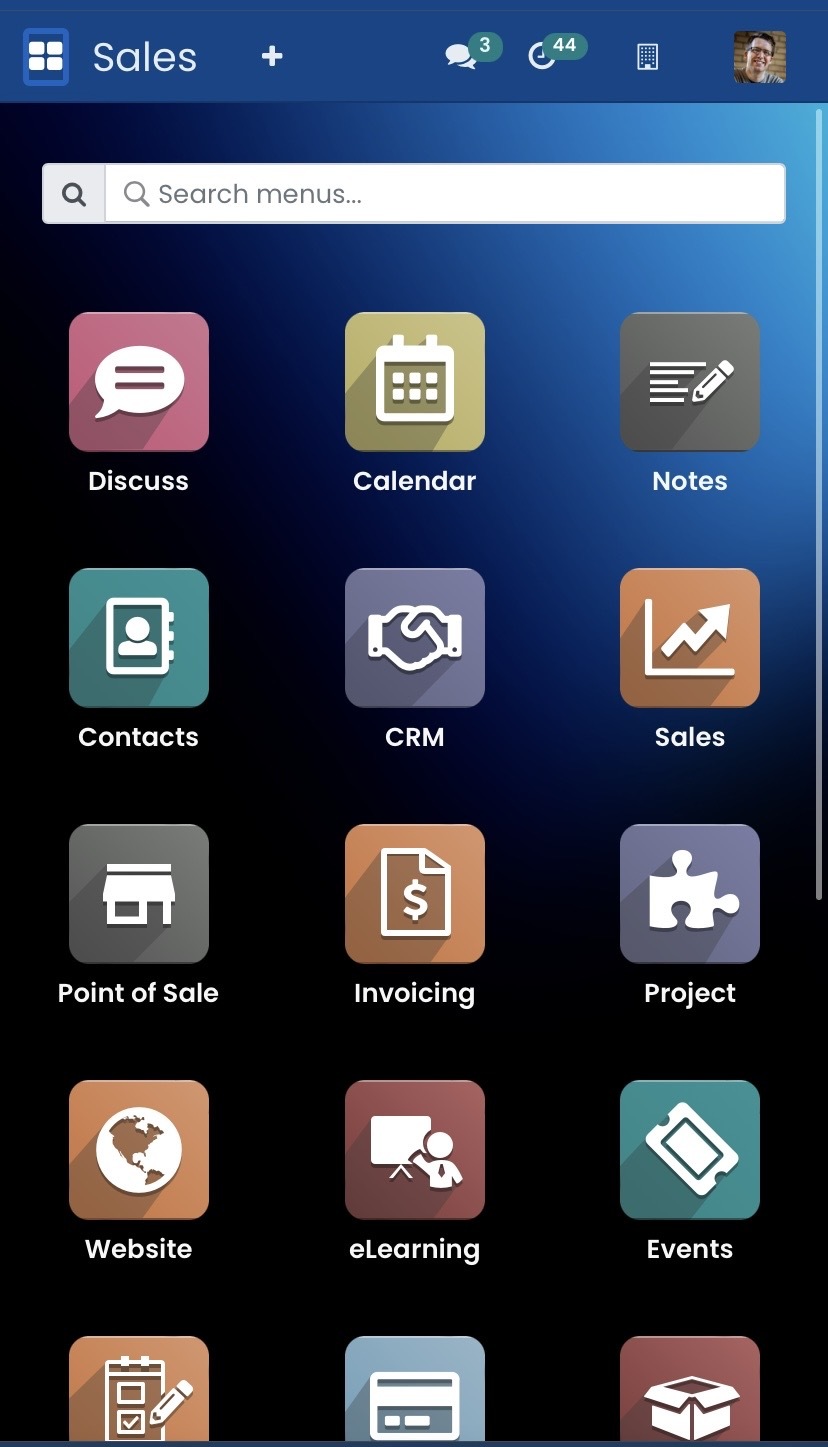 Sales
3
44
Search menus...
Discuss
Calendar
Notes
Contacts
CRM
Sales
Point of Sale
$
Invoicing
Project
Website
eLearning
Events